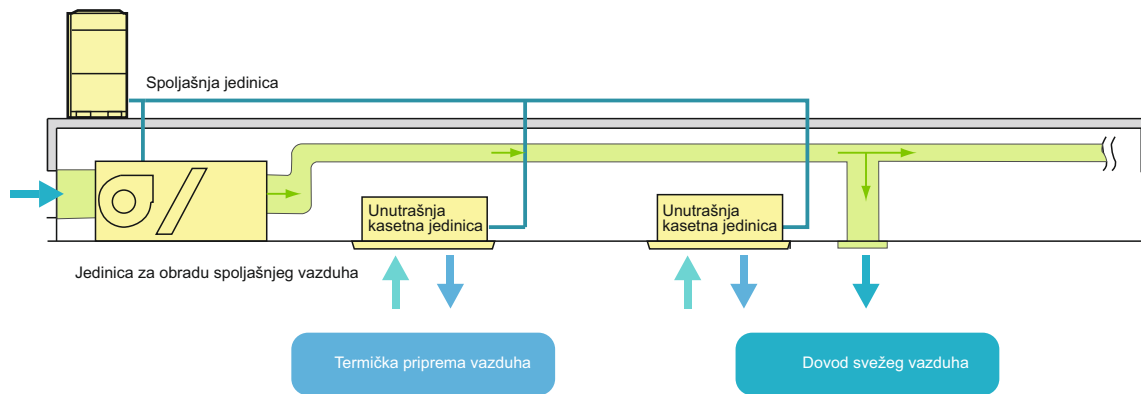 Spoljašnja jedinica
Unutrašnja
kasetna jedinica
Unutrašnja
kasetna jedinica
Jedinica za obradu spoljašnjeg vazduha
Termička priprema vazduha
Dovod svežeg vazduha